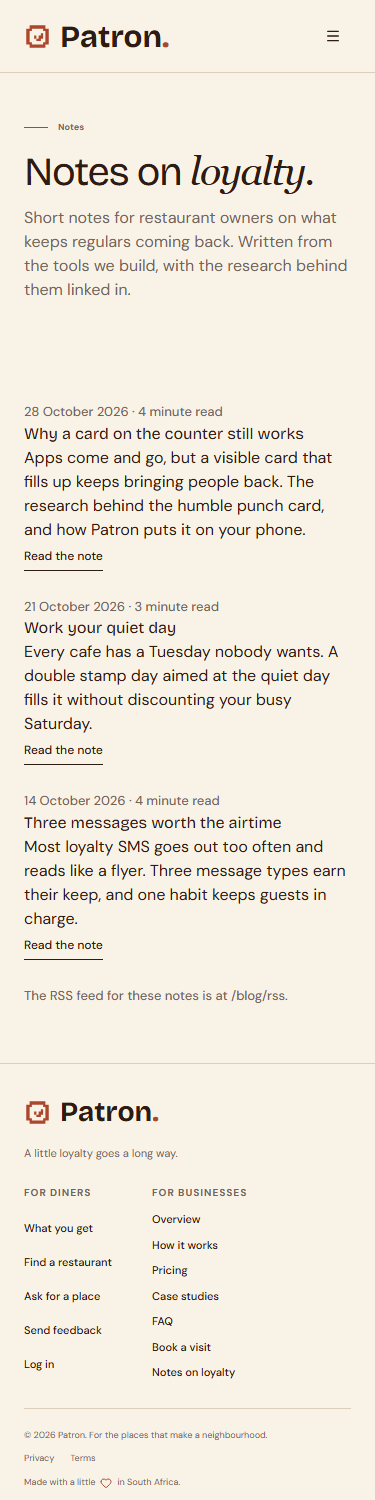 Patron.
Notes
Notes on loyalty.
Short notes for restaurant owners on what
keeps regulars coming back. Written from
the tools we build, with the research behind
them linked in.
28 October 2026 · 4 minute read
Why a card on the counter still works
Apps come and go, but a visible card that
fills up keeps bringing people back. The
research behind the humble punch card,
and how Patron puts it on your phone.
Read the note
21 October 2026 · 3 minute read
Work your quiet day
Every cafe has a Tuesday nobody wants. A
double stamp day aimed at the quiet day
fills it without discounting your busy
Saturday.
Read the note
14 October 2026 · 4 minute read
Three messages worth the airtime
Most loyalty SMS goes out too often and
reads like a flyer. Three message types earn
their keep, and one habit keeps guests in
charge.
Read the note
The RSS feed for these notes is at /blog/rss.
Patron.
A little loyalty goes a long way.
FOR DINERS
What you get
Find a restaurant
Ask for a place
Send feedback
Log in
FOR BUSINESSES
Overview
How it works
Pricing
Case studies
FAQ
Book a visit
Notes on loyalty
© 2026 Patron. For the places that make a neighbourhood.
Privacy Terms
Made with a little in South Africa.